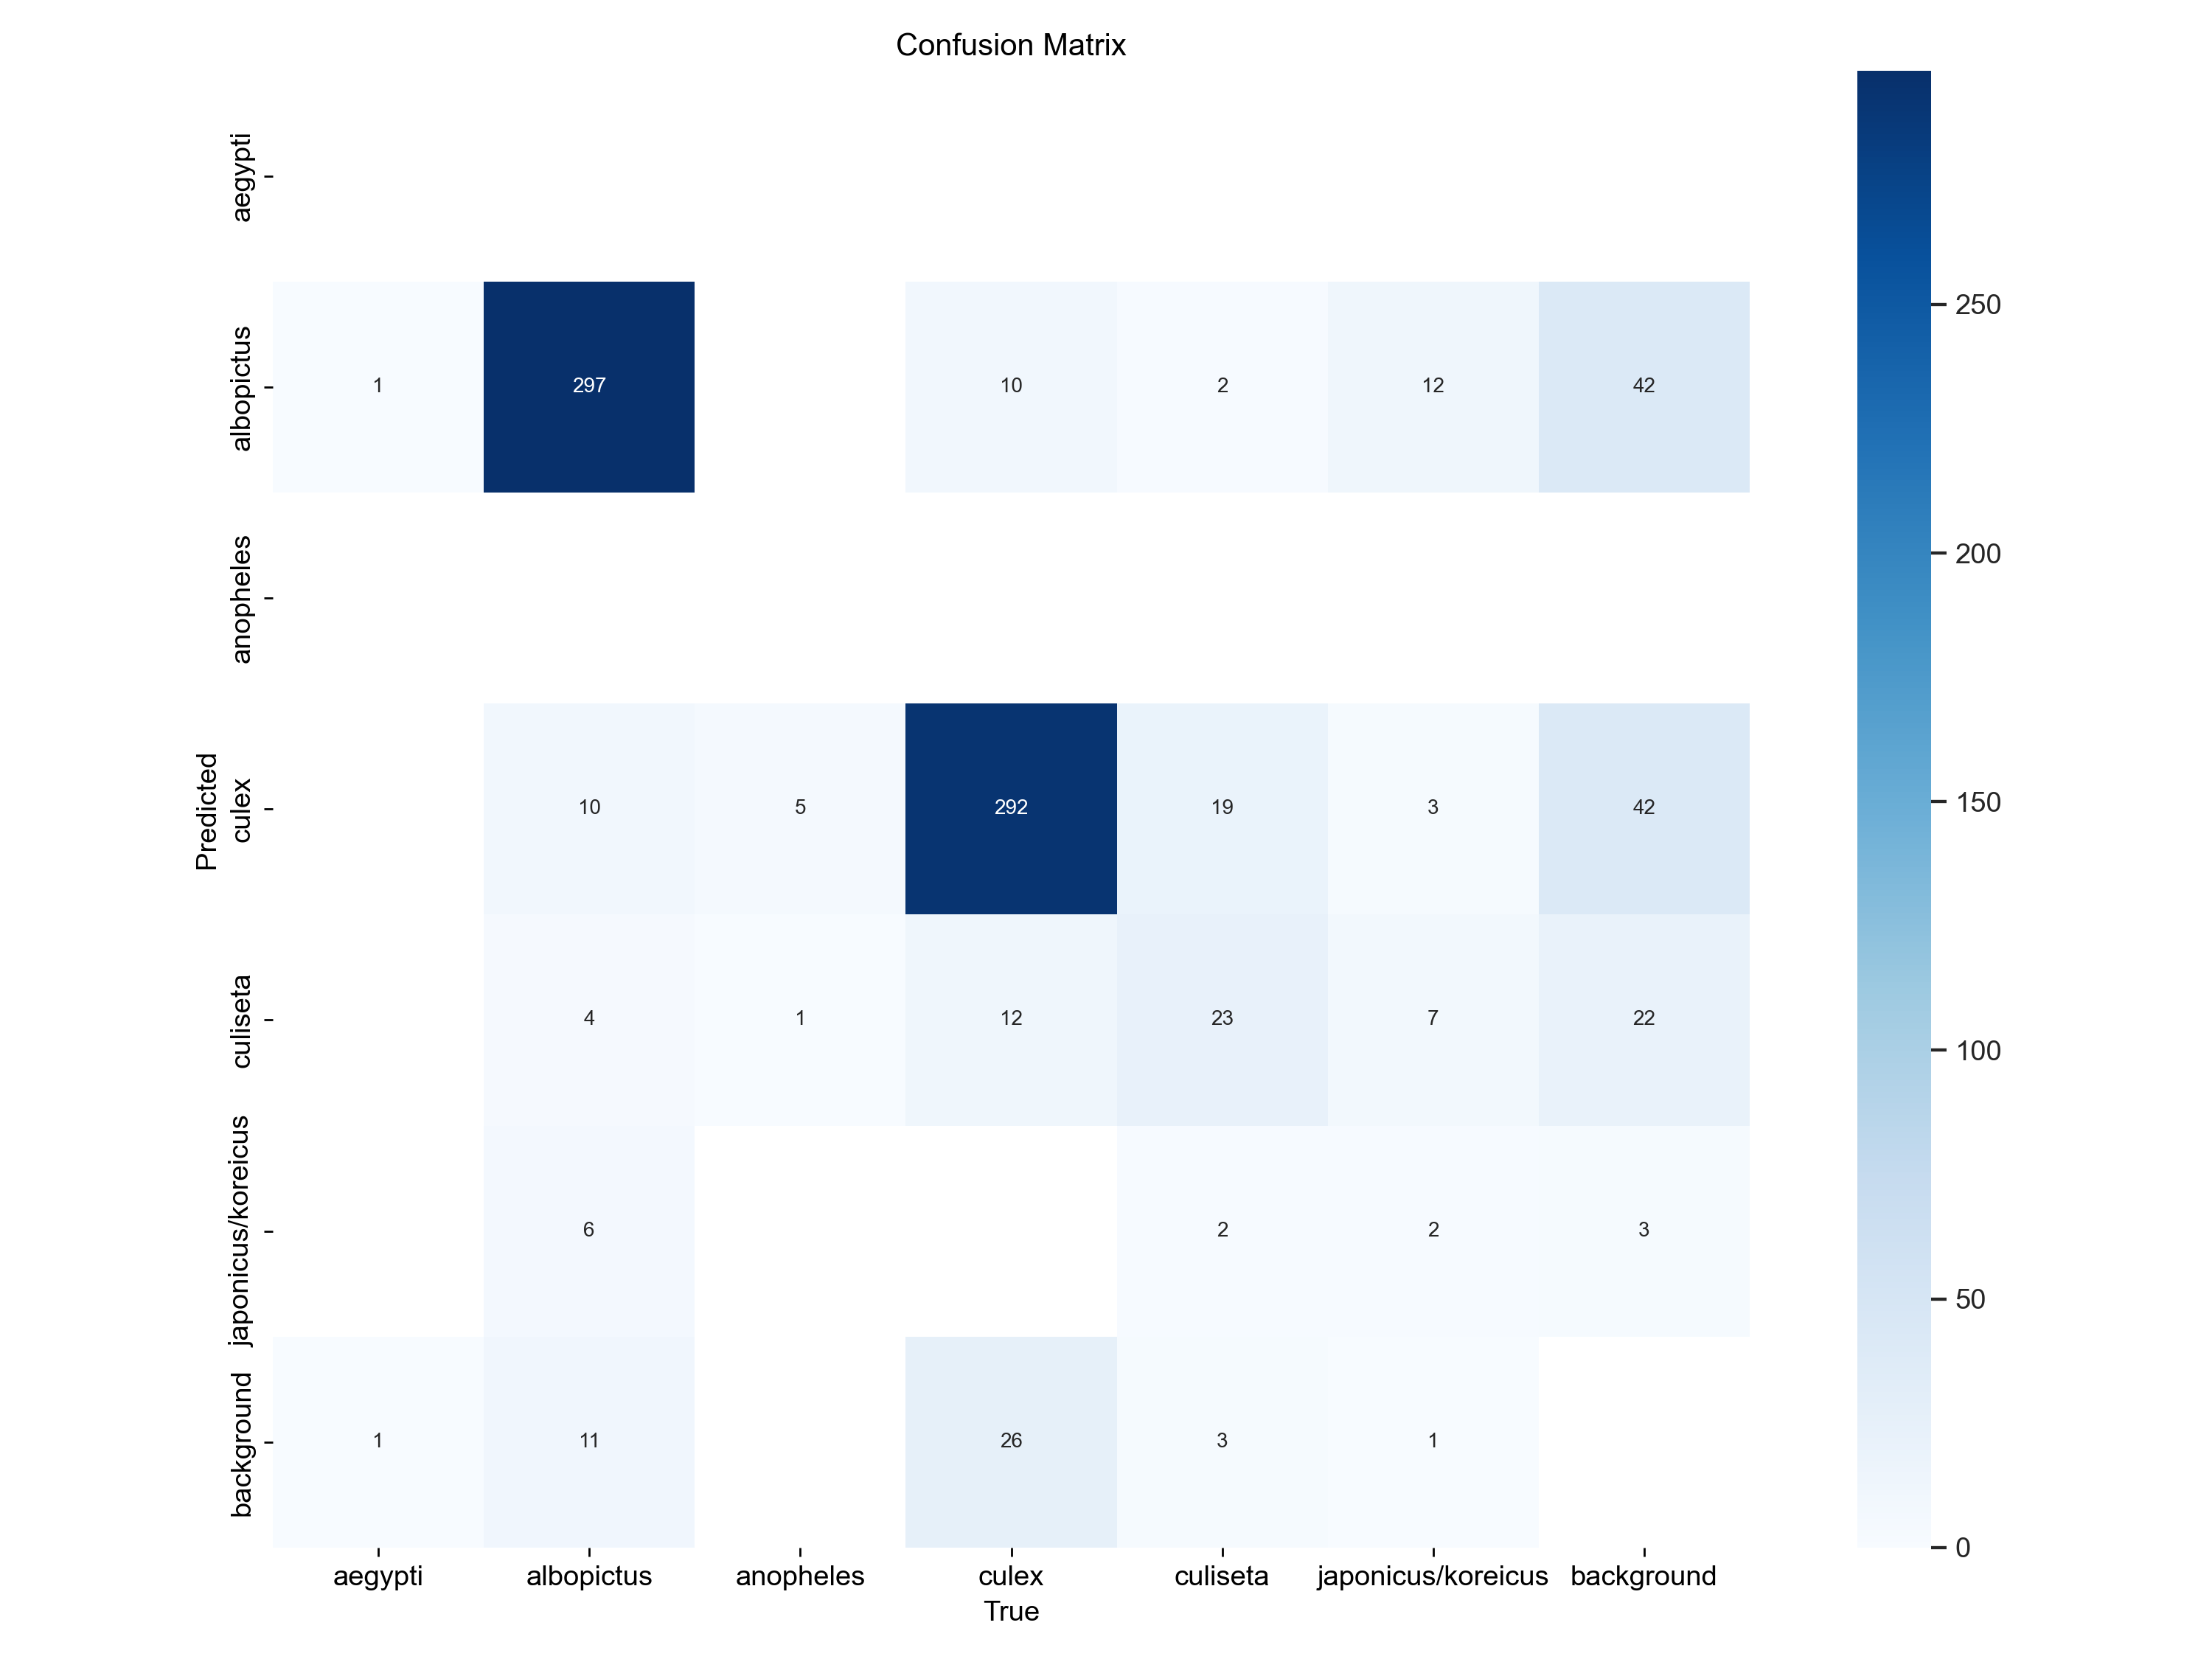 Confusion Matrix
aegypti
albopictus
1 297 10 2 12 42
anopheles
culex
10 5 292 19 3 42
culiseta
4 1 12 23 7 22
japonicus/koreicus
6 2 2 3
background
1 11 26 3 1
Predicted
aegypti albopictus anopheles culex culiseta japonicus/koreicus background
True
250
200
150
100
50
0